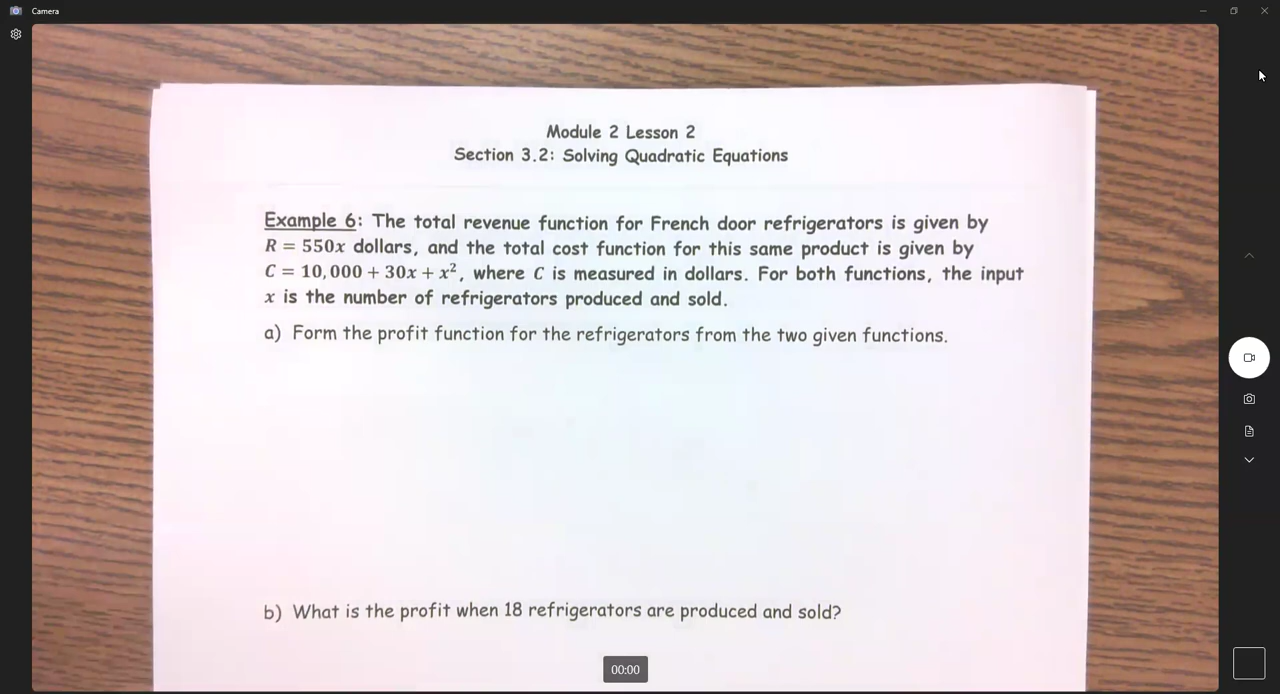 Camera
Module 2 Lesson 2
Section 3.2: Solving Quadratic Equations
Example 6: The total revenue function for French door refrigerators is given by
R = 550x dollars, and the total cost function for this same product is given by
C = 10,000 + 30x + x², where C is measured in dollars. For both functions, the input
x is the number of refrigerators produced and sold.
a) Form the profit function for the refrigerators from the two given functions.
b) What is the profit when 18 refrigerators are produced and sold?
00:00